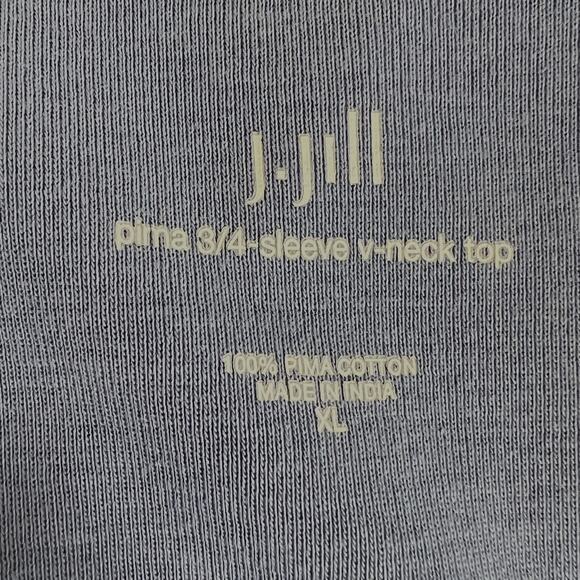 J.Jill
pima 3/4-sleeve v-neck top
100% PIMA COTTON
MADE IN INDIA
XL